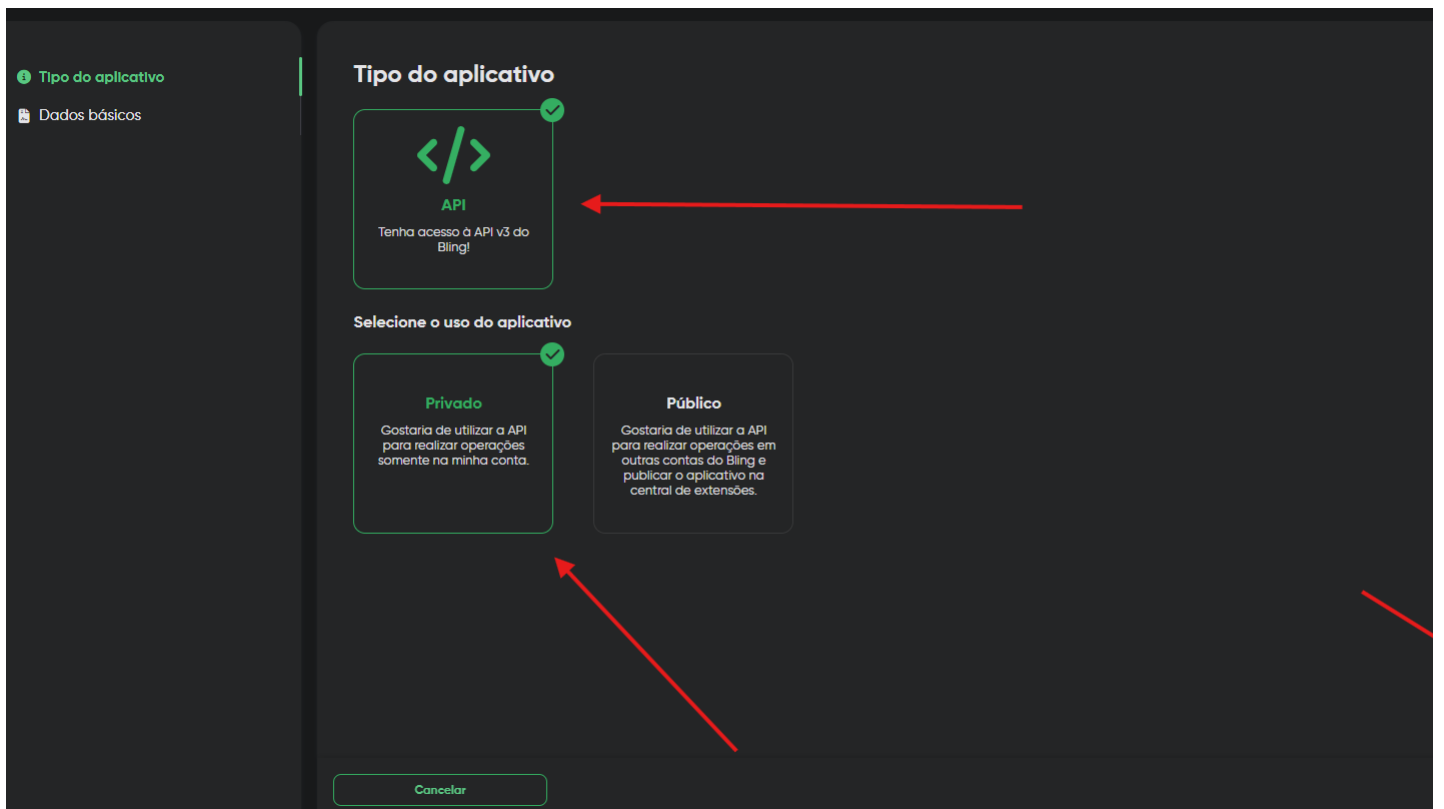 Tipo do aplicativo
Dados básicos
Tipo do aplicativo
</>
API
Tenha acesso à API v3 do
Bling!
Selecione o uso do aplicativo
Privado
Gostaria de utilizar a API
para realizar operações
somente na minha conta.
Público
Gostaria de utilizar a API
para realizar operações em
outras contas do Bling e
publicar o aplicativo na
central de extensões.
Cancelar